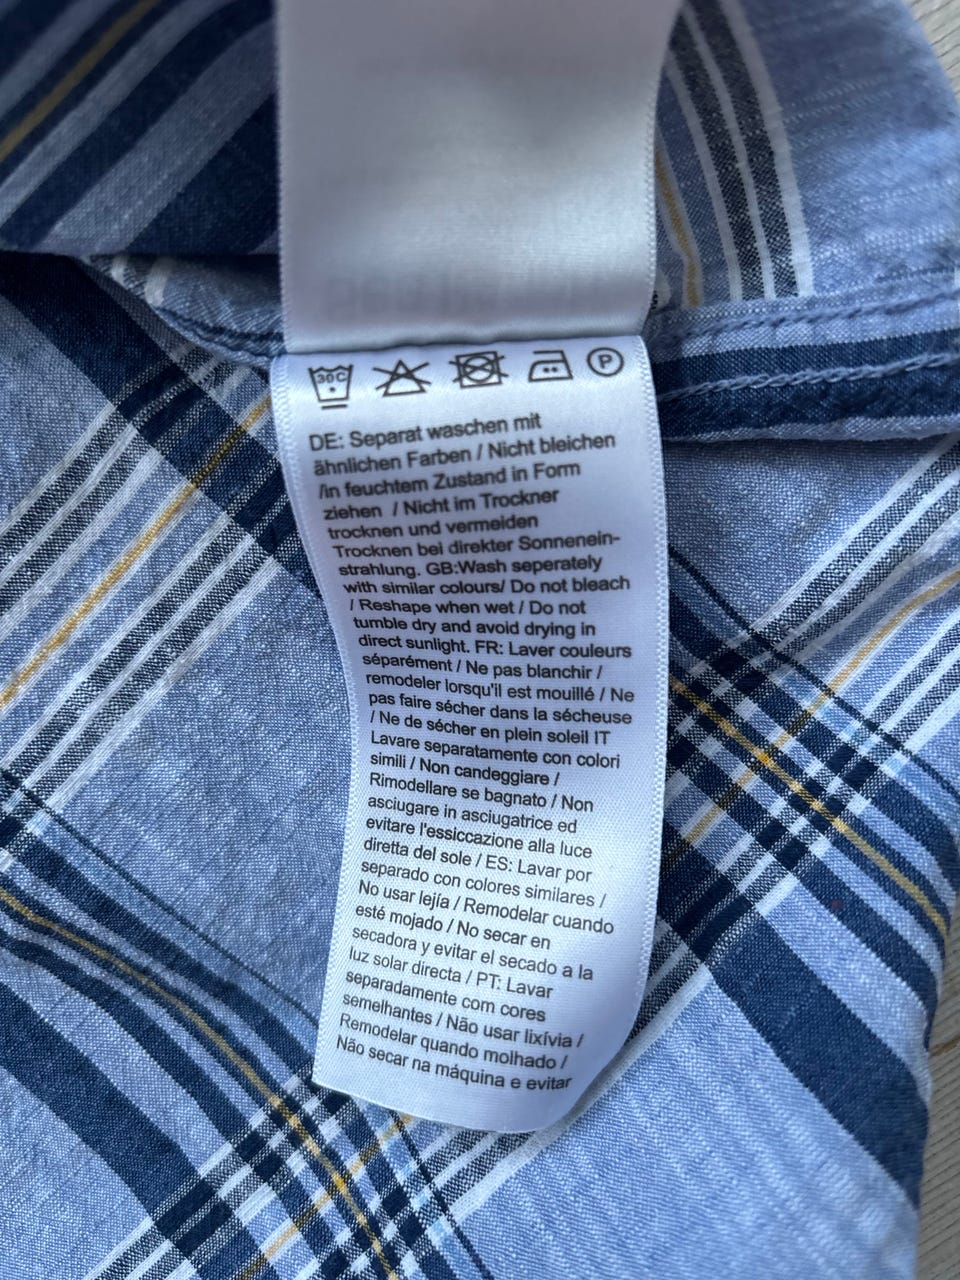 30C P
DE: Separat waschen mit
ähnlichen Farben / Nicht bleichen
/in feuchtem Zustand in Form
ziehen / Nicht im Trockner
trocknen und vermeiden
Trocknen bei direkter Sonnenein-
strahlung. GB:Wash seperately
with similar colours/ Do not bleach
/ Reshape when wet / Do not
tumble dry and avoid drying in
direct sunlight. FR: Laver couleurs
séparément / Ne pas blanchir /
remodeler lorsqu'il est mouillé / Ne
pas faire sécher dans la sécheuse
/ Ne de sécher en plein soleil IT
Lavare separatamente con colori
simili / Non candeggiare /
Rimodellare se bagnato / Non
asciugare in asciugatrice ed
evitare l'essiccazione alla luce
diretta del sole / ES: Lavar por
separado con colores similares /
No usar lejía / Remodelar cuando
esté mojado / No secar en
secadora y evitar el secado a la
luz solar directa / PT: Lavar
separadamente com cores
semelhantes / Não usar lixívia /
Remodelar quando molhado /
Não secar na máquina e evitar